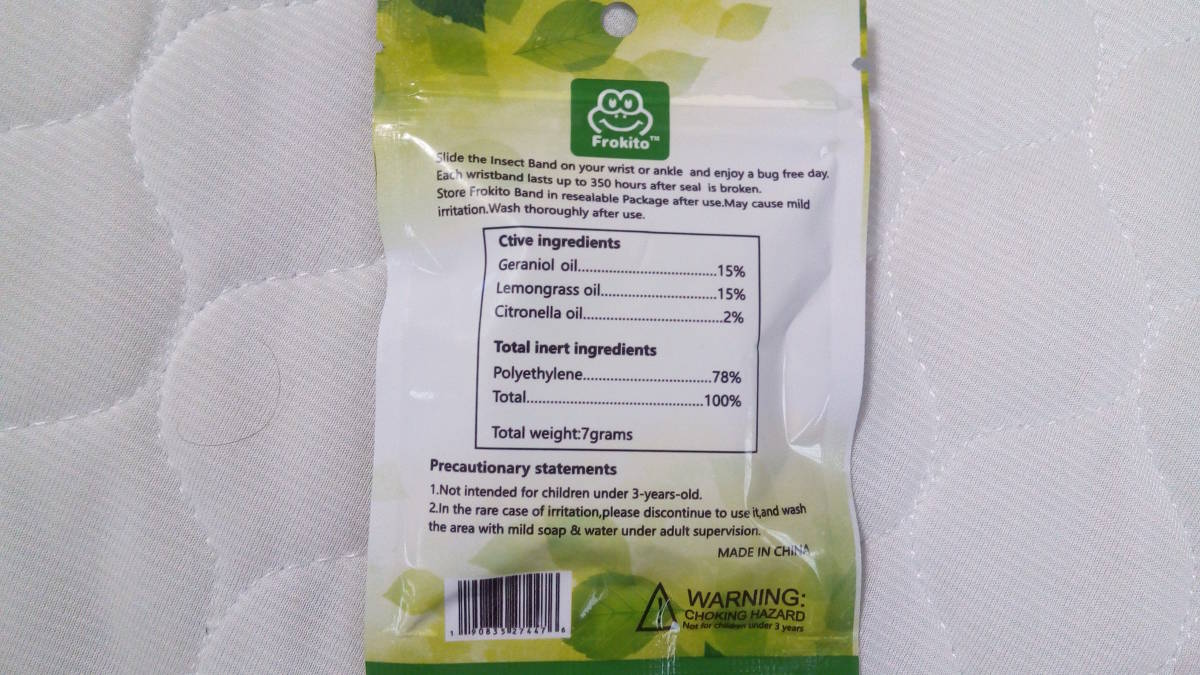 Frokito™
Slide the Insect Band on your wrist or ankle and enjoy a bug free day.
Each wristband lasts up to 350 hours after seal is broken.
Store Frokito Band in resealable Package after use.May cause mild
irritation.Wash thoroughly after use.
Ctive ingredients
Geraniol oil..................................15%
Lemongrass oil............................15%
Citronella oil..................................2%
Total inert ingredients
Polyethylene................................78%
Total...........................................100%
Total weight:7grams
Precautionary statements
1.Not intended for children under 3-years-old.
2.In the rare case of irritation,please discontinue to use it,and wash
the area with mild soap & water under adult supervision.
MADE IN CHINA
WARNING:
CHOKING HAZARD
Not for children under 3 years
1 90835 27447 6